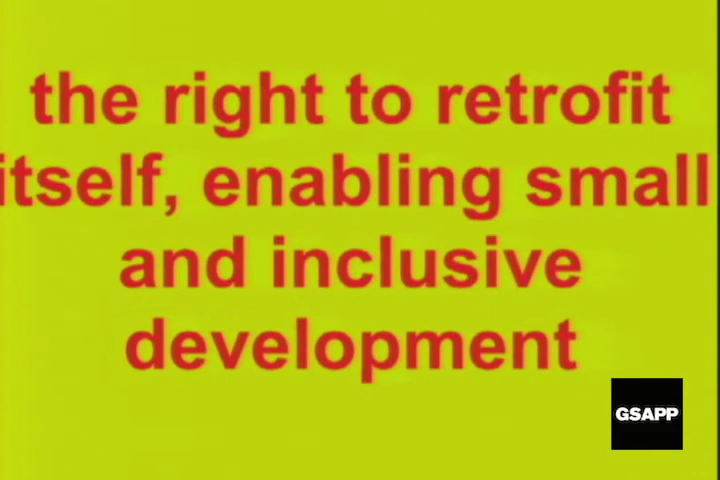 the right to retrofit
itself, enabling small
and inclusive
development
GSAPP